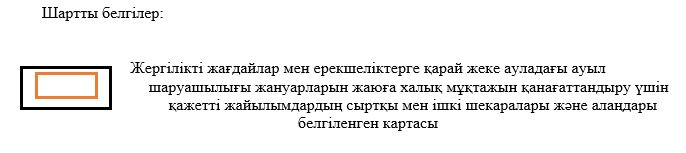 Шартты белгілер:
Жергілікті жағдайлар мен ерекшеліктерге қарай жеке ауладағы ауыл
шаруашылығы жануарларын жаюға халық мұқтажын қанағаттандыру үшін
қажетті жайылымдардың сыртқы мен ішкі шекаралары және алаңдары
белгіленген картасы